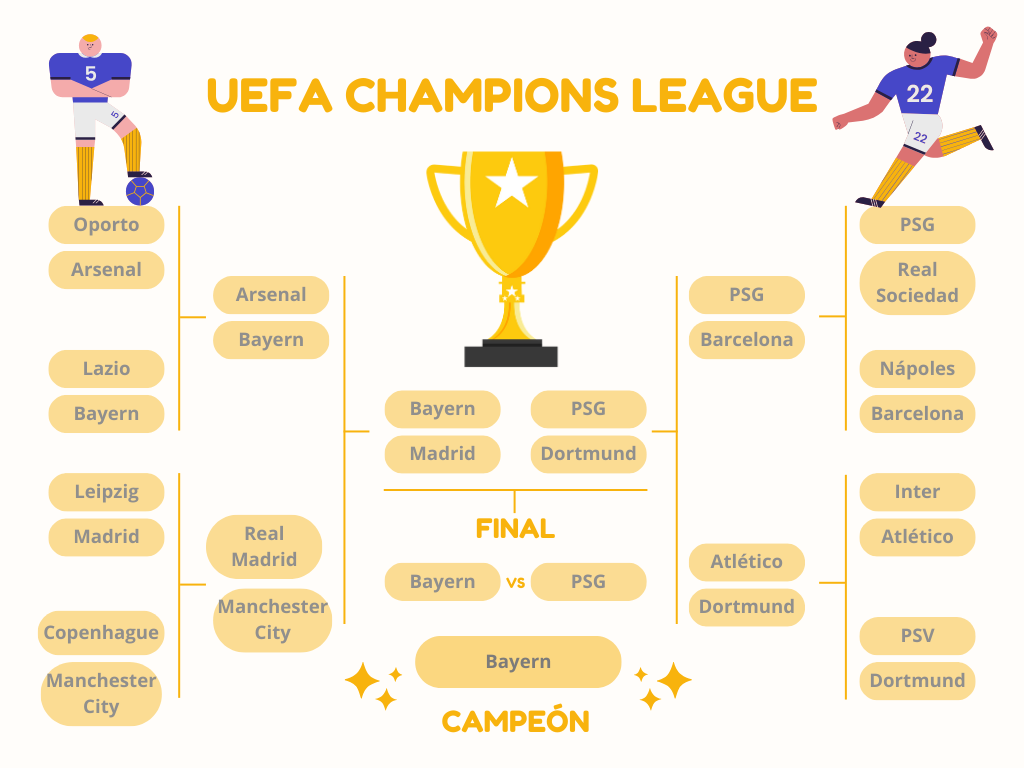 5
5
22
22
UEFA CHAMPIONS LEAGUE
Oporto
Arsenal
Lazio
Bayern
Leipzig
Madrid
Copenhague
Manchester
City
Arsenal
Bayern
Real
Madrid
Manchester
City
Bayern
Madrid
PSG
Dortmund
FINAL
Bayern
VS
PSG
Bayern
CAMPEÓN
PSG
Barcelona
Atlético
Dortmund
PSG
Real
Sociedad
Nápoles
Barcelona
Inter
Atlético
PSV
Dortmund